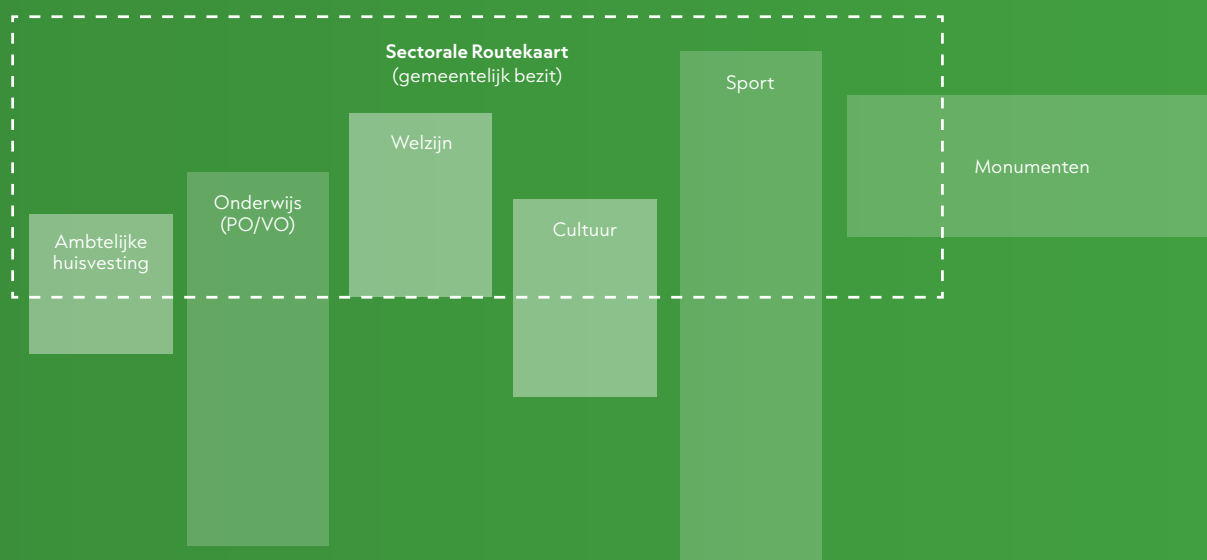 Sectorale Routekaart
(gemeentelijk bezit)
Sport
Welzijn
Monumenten
Onderwijs
(PO/VO)
Cultuur
Ambtelijke
huisvesting